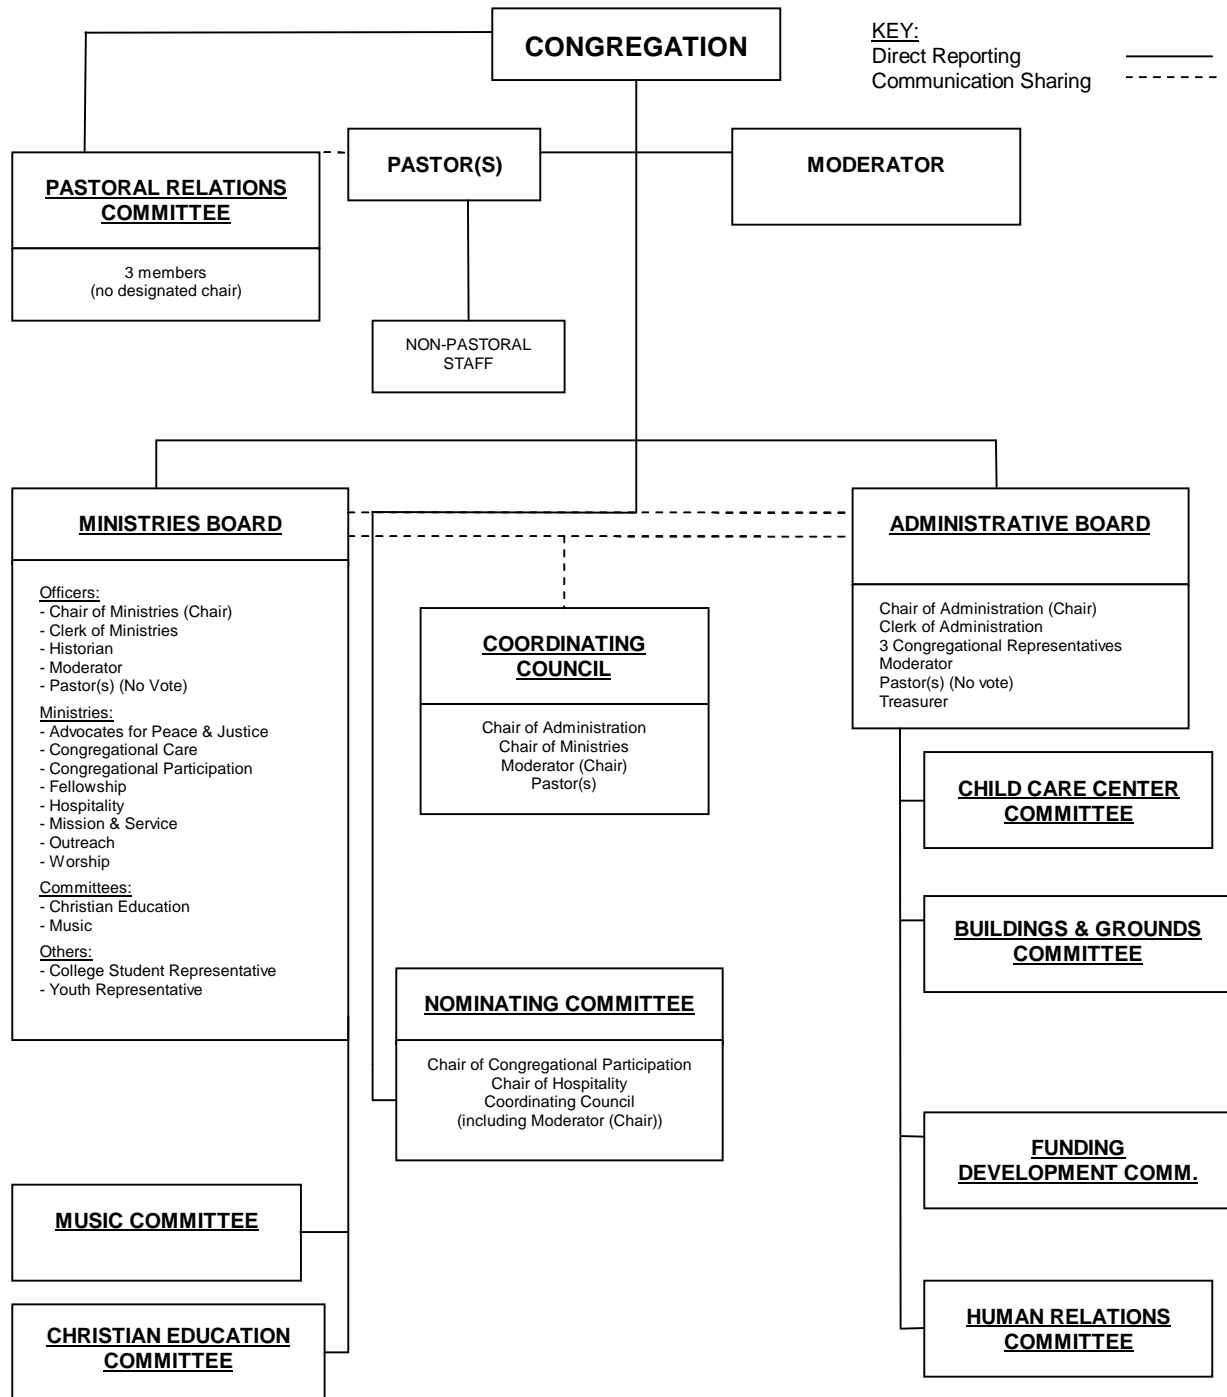 CONGREGATION
KEY:
Direct Reporting
Communication Sharing
PASTORAL RELATIONS
COMMITTEE
3 members
(no designated chair)
PASTOR(S)
MODERATOR
NON-PASTORAL
STAFF
MINISTRIES BOARD
Officers:
- Chair of Ministries (Chair)
- Clerk of Ministries
- Historian
- Moderator
- Pastor(s) (No Vote)
Ministries:
- Advocates for Peace & Justice
- Congregational Care
- Congregational Participation
- Fellowship
- Hospitality
- Mission & Service
- Outreach
- Worship
Committees:
- Christian Education
- Music
Others:
- College Student Representative
- Youth Representative
COORDINATING
COUNCIL
Chair of Administration
Chair of Ministries
Moderator (Chair)
Pastor(s)
NOMINATING COMMITTEE
Chair of Congregational Participation
Chair of Hospitality
Coordinating Council
(including Moderator (Chair))
ADMINISTRATIVE BOARD
Chair of Administration (Chair)
Clerk of Administration
3 Congregational Representatives
Moderator
Pastor(s) (No vote)
Treasurer
CHILD CARE CENTER
COMMITTEE
BUILDINGS & GROUNDS
COMMITTEE
FUNDING
DEVELOPMENT COMM.
HUMAN RELATIONS
COMMITTEE
MUSIC COMMITTEE
CHRISTIAN EDUCATION
COMMITTEE